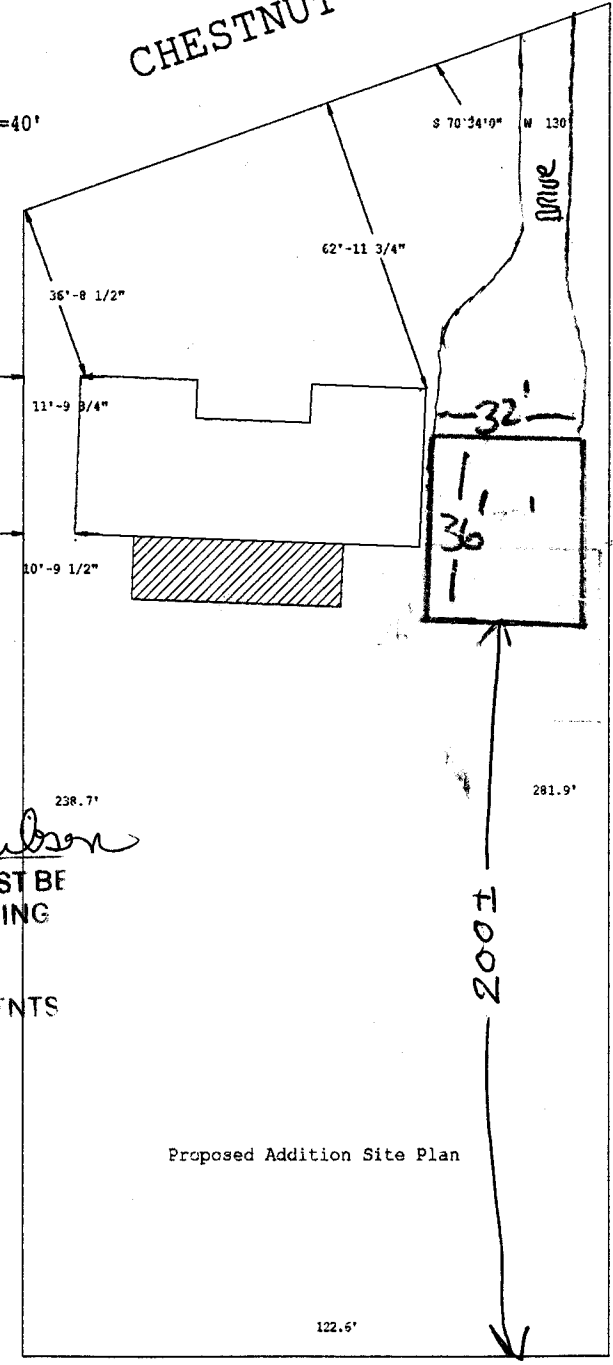 CHESTNUT
=40'
S 70°34'0" W 130
DRIVE
62'-11 3/4"
36'-8 1/2"
11'-9 3/4"
32'
36'
10'-9 1/2"
238.7'
281.9'
ST BE
ING
200±
ENTS
Proposed Addition Site Plan
122.6'